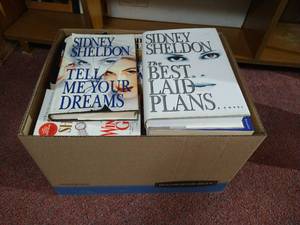 SIDNEY
SHELDON
TELL
ME YOUR
DREAMS
SIDNEY
SHELDON
The
BEST
LAID
PLANS